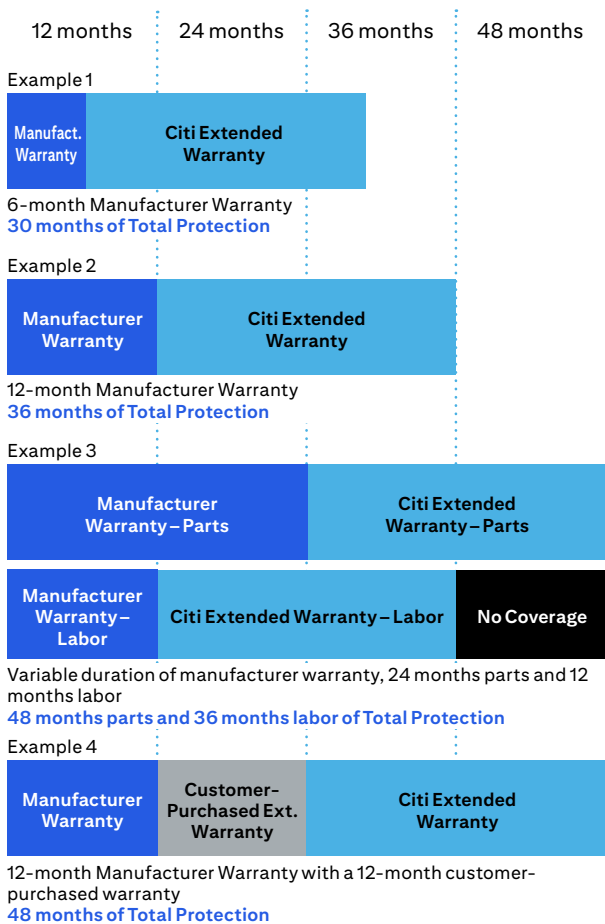 12 months 24 months 36 months 48 months
Example 1
Manufact.
Warranty
Citi Extended
Warranty
6-month Manufacturer Warranty
30 months of Total Protection
Example 2
Manufacturer
Warranty
Citi Extended
Warranty
12-month Manufacturer Warranty
36 months of Total Protection
Example 3
Manufacturer
Warranty – Parts
Citi Extended
Warranty – Parts
Manufacturer
Warranty –
Labor
Citi Extended Warranty – Labor
No Coverage
Variable duration of manufacturer warranty, 24 months parts and 12
months labor
48 months parts and 36 months labor of Total Protection
Example 4
Manufacturer
Warranty
Customer-
Purchased Ext.
Warranty
Citi Extended
Warranty
12-month Manufacturer Warranty with a 12-month customer-
purchased warranty
48 months of Total Protection